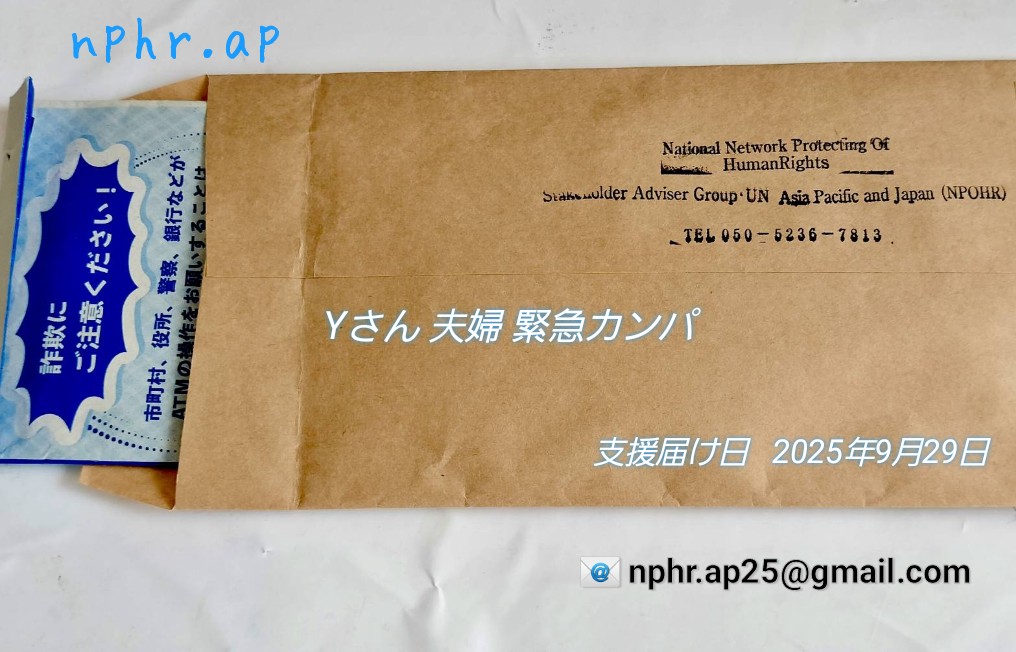 nphr.ap
National Network Protecting Of
HumanRights
Stakeholder Adviser Group・UN Asia Pacific and Japan (NPOHR)
TEL 050-5236-7813
詐欺に
ご注意ください!
市町村、役所、警察、銀行などが
ATMの操作をお願いすることは
Yさん 夫婦 緊急カンパ
支援届け日 2025年9月29日
nphr.ap25@gmail.com